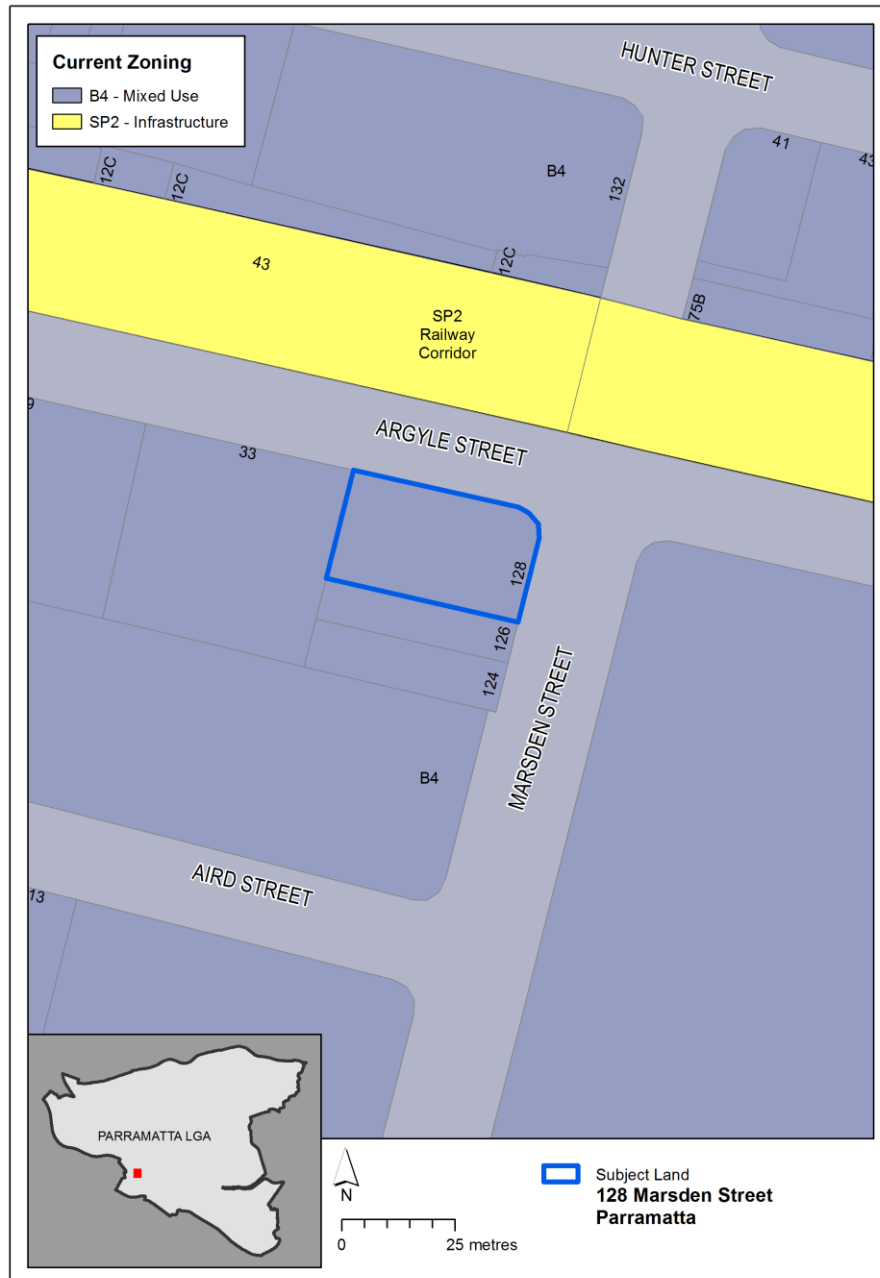 Current Zoning
B4 - Mixed Use
SP2 - Infrastructure
HUNTER STREET
41
43
B4
132
12C
12C
12C
43
75B
SP2
Railway
Corridor
ARGYLE STREET
9
33
128
126
124
MARSDEN STREET
B4
AIRD STREET
13
PARRAMATTA LGA
N
0
25 metres
Subject Land
128 Marsden Street
Parramatta